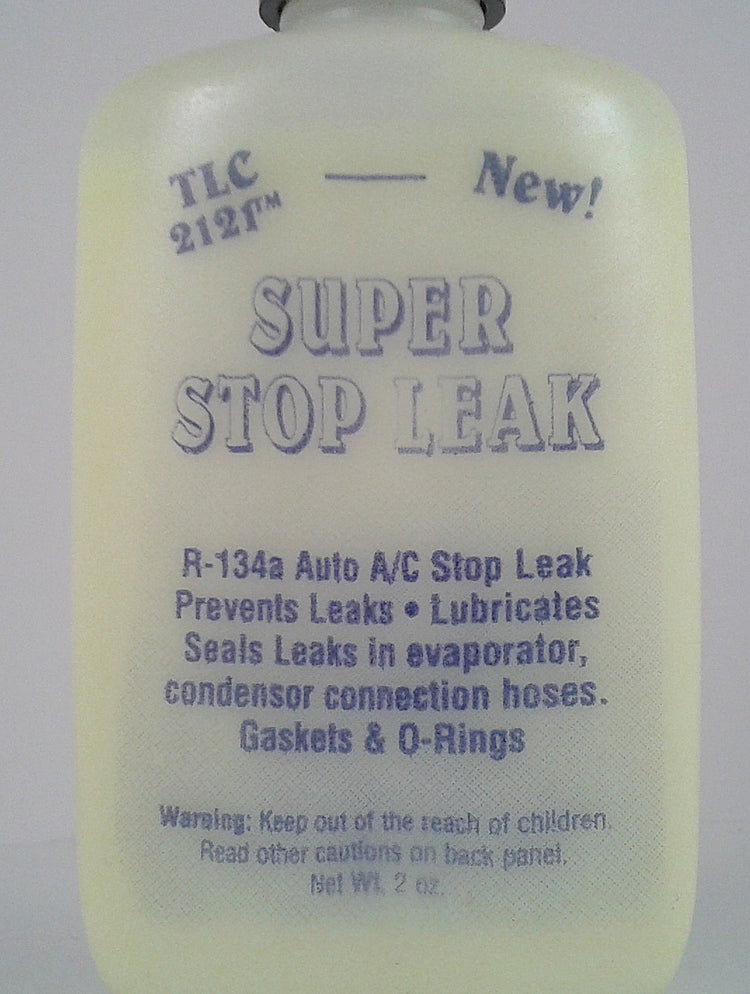 TLC — New!
2121™
SUPER
STOP LEAK
R-134a Auto A/C Stop Leak
Prevents Leaks • Lubricates
Seals Leaks in evaporator,
condensor connection hoses.
Gaskets & O-Rings
Warning: Keep out of the reach of children.
Read other cautions on back panel.
Net Wt. 2 oz.